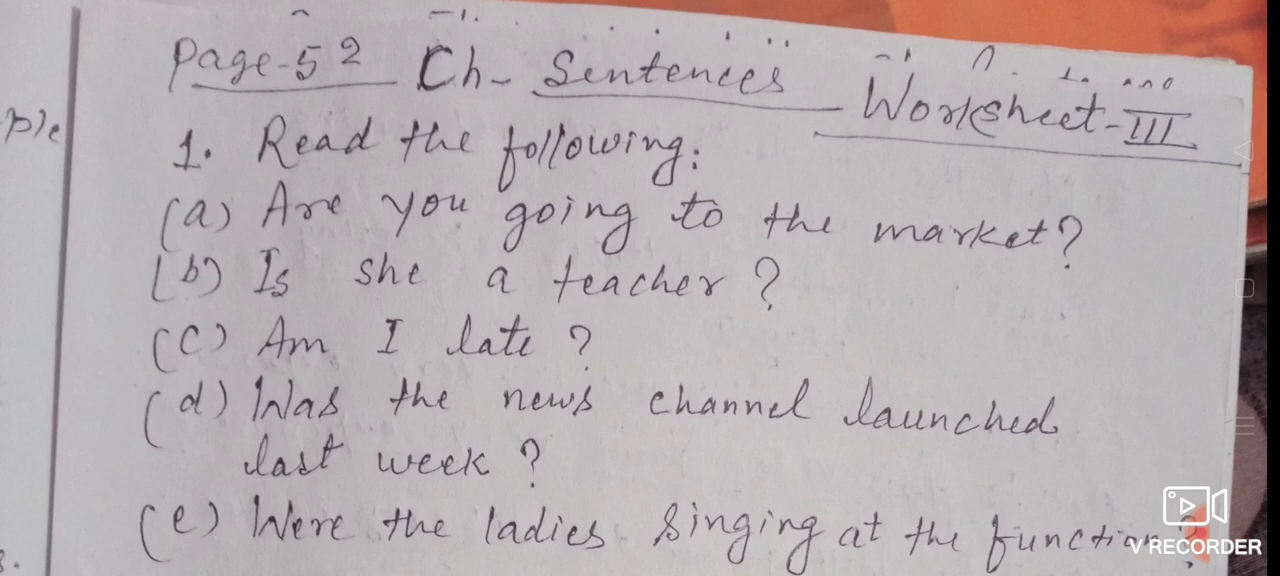 Page-52 Ch- Sentences Worksheet-III
1. Read the following:
(a) Are you going to the market?
(b) Is she a teacher?
(c) Am I late?
(d) Was the news channel launched
last week?
(e) Were the ladies singing at the function?
V RECORDER